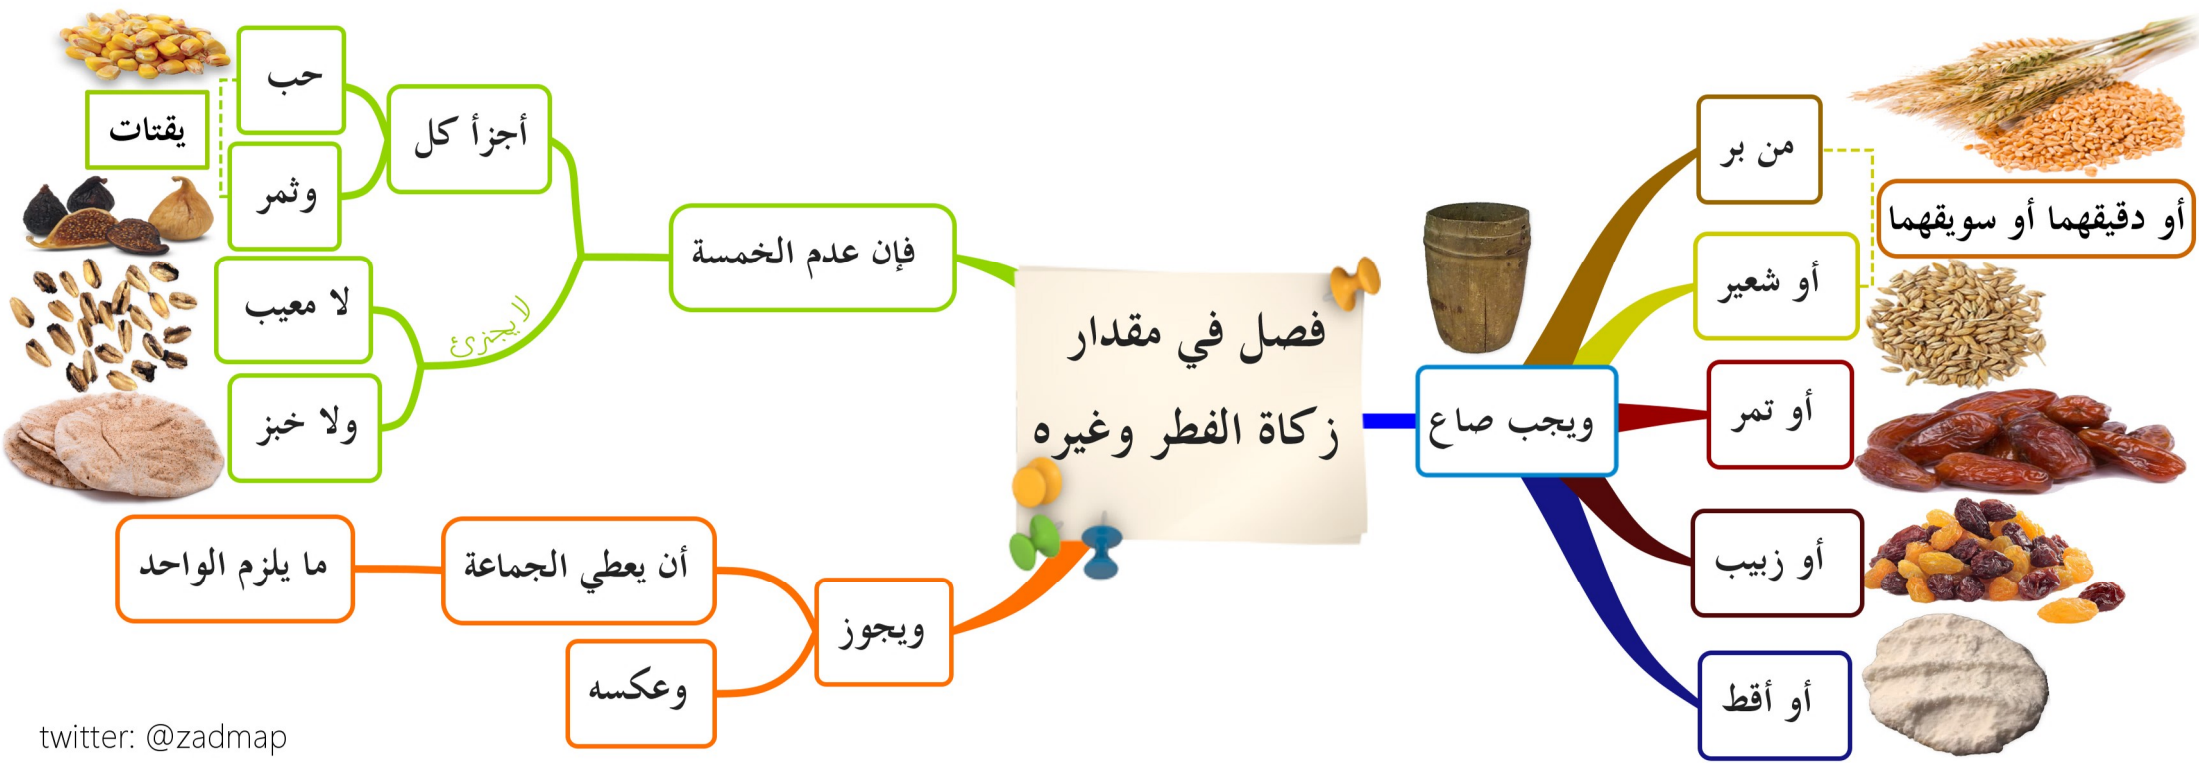 فصل في مقدار
زكاة الفطر وغيره
ويجب صاع
من بر
أو شعير
أو دقيقهما أو سويقهما
أو تمر
أو زبيب
أو أقط
فإن عدم الخمسة
أجزأ كل
حب
وثمر
يقتات
لا يجزئ
لا معيب
ولا خبز
ويجوز
أن يعطي الجماعة
ما يلزم الواحد
وعكسه
twitter: @zadmap